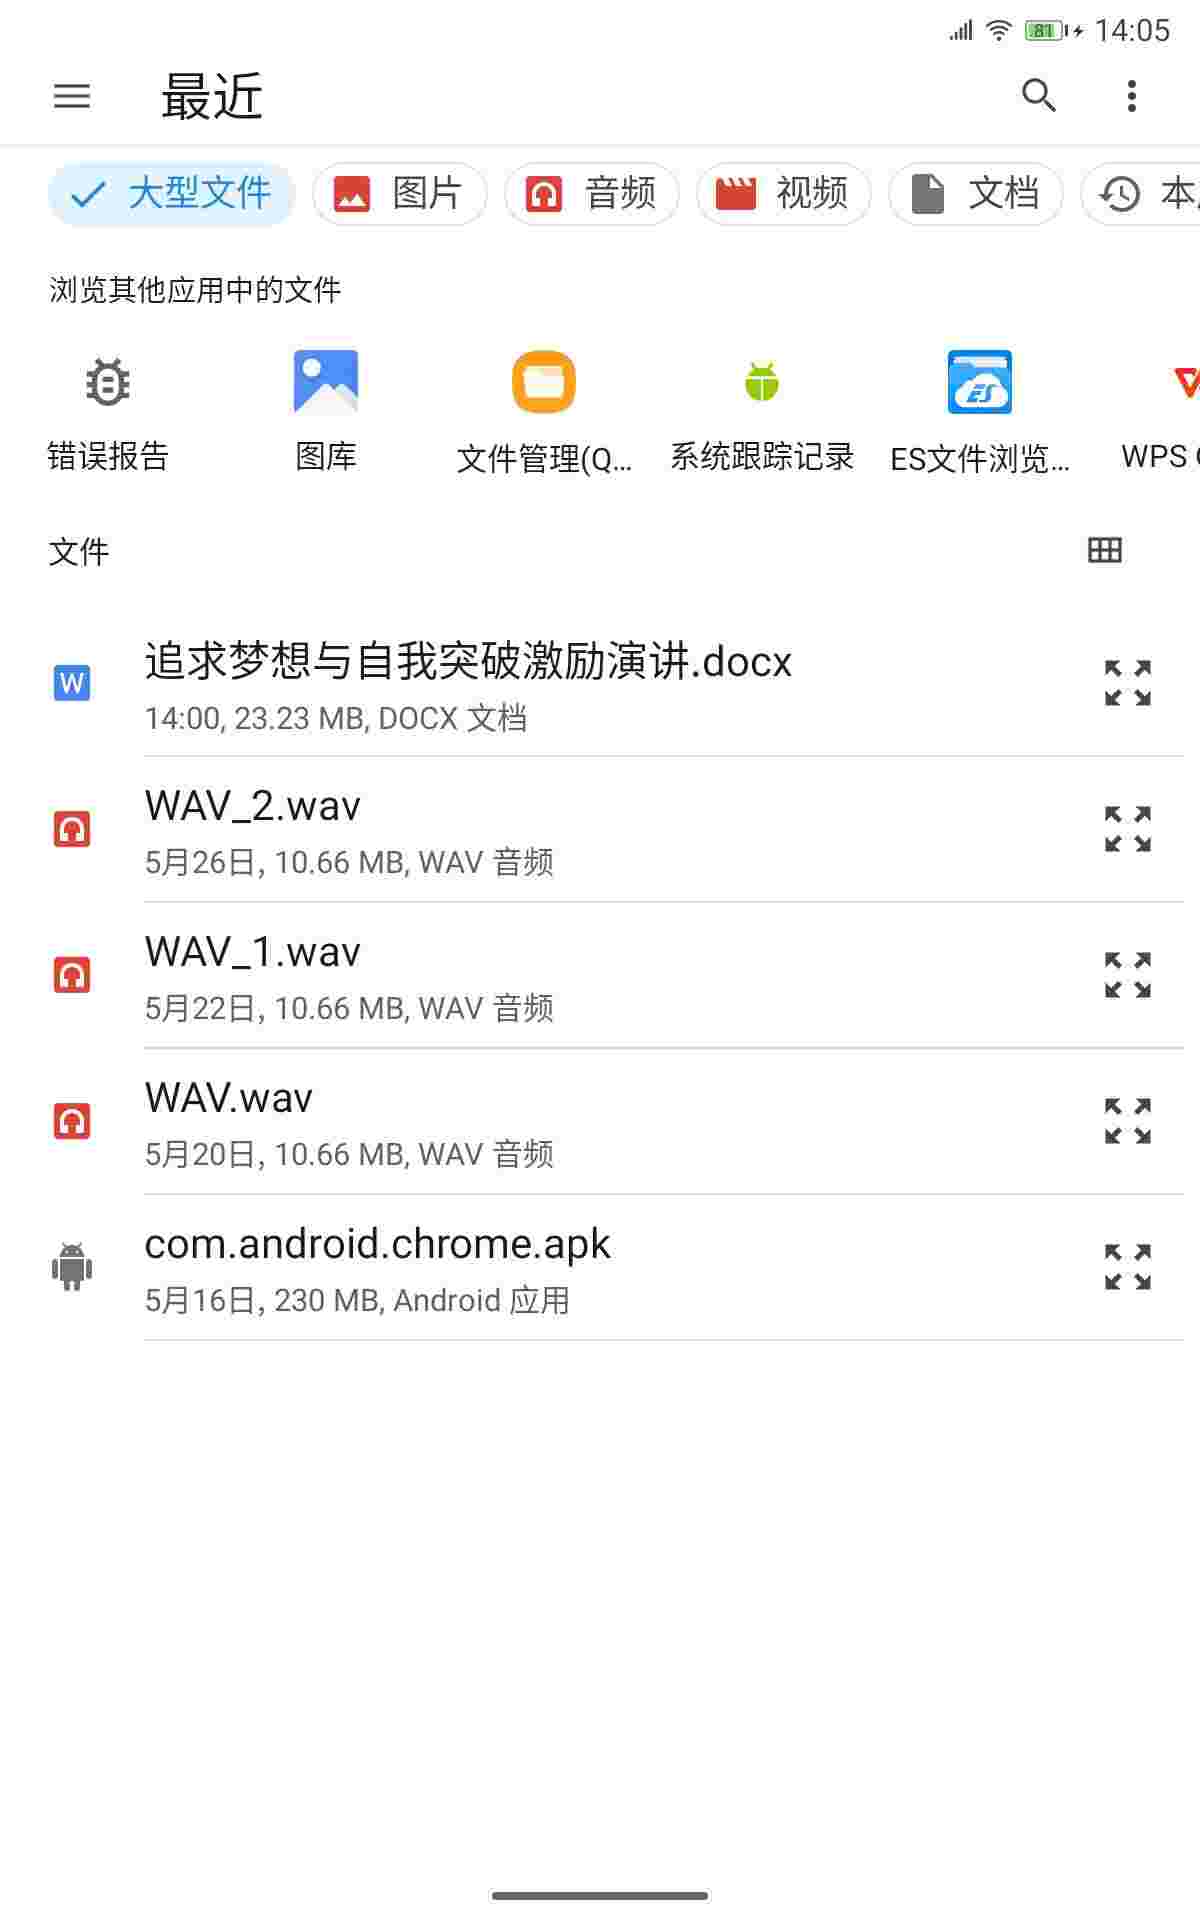 81 14:05
最近
大型文件 图片 音频 视频 文档 本
浏览其他应用中的文件
错误报告 图库 文件管理(Q... 系统跟踪记录 ES文件浏览... WPS
文件
W
追求梦想与自我突破激励演讲.docx
14:00, 23.23 MB, DOCX 文档
WAV_2.wav
5月26日, 10.66 MB, WAV 音频
WAV_1.wav
5月22日, 10.66 MB, WAV 音频
WAV.wav
5月20日, 10.66 MB, WAV 音频
com.android.chrome.apk
5月16日, 230 MB, Android 应用